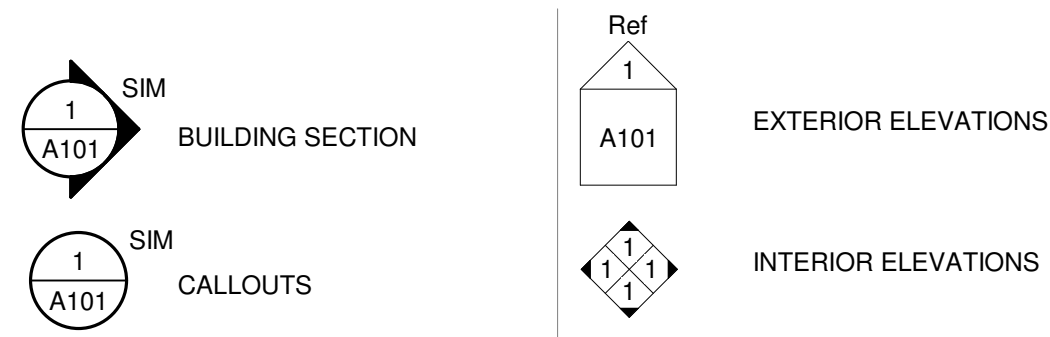 SIM
1
A101
BUILDING SECTION
SIM
1
A101
CALLOUTS
Ref
1
A101
EXTERIOR ELEVATIONS
1
1 1
1
INTERIOR ELEVATIONS